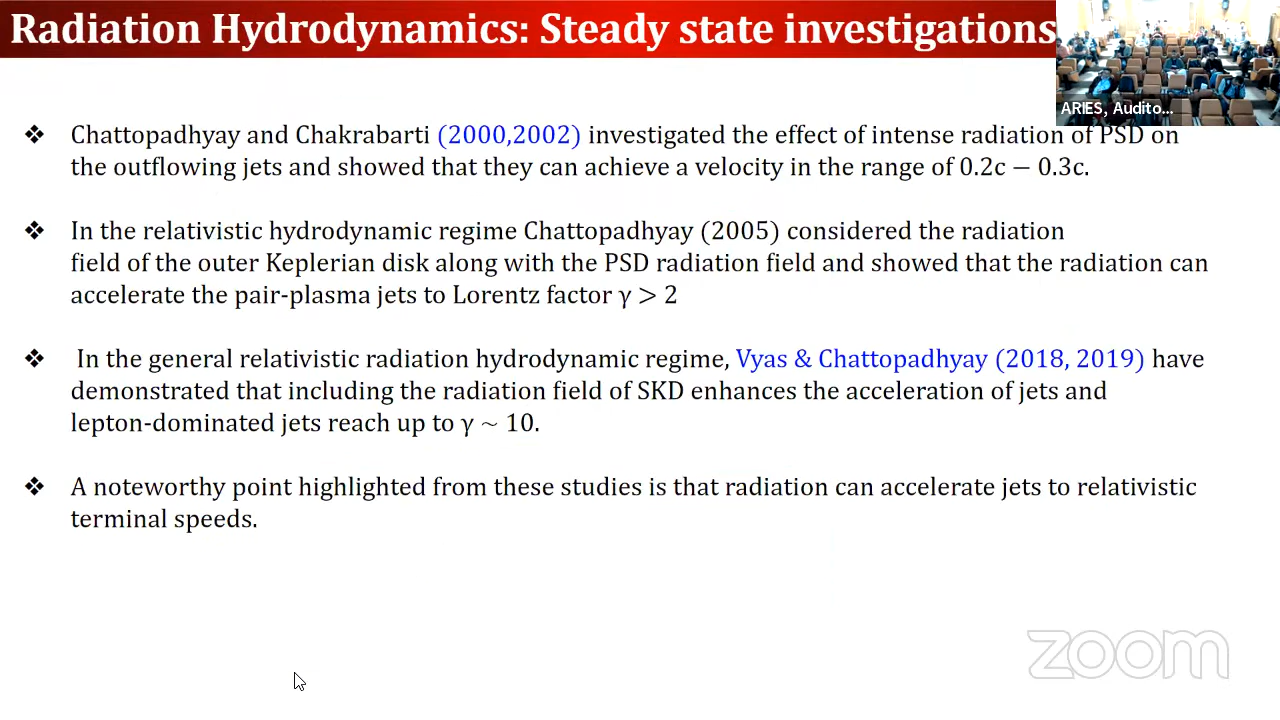 Radiation Hydrodynamics: Steady state investigations
ARIES, Audito...
❖ Chattopadhyay and Chakrabarti (2000,2002) investigated the effect of intense radiation of PSD on
the outflowing jets and showed that they can achieve a velocity in the range of 0.2c − 0.3c.
❖ In the relativistic hydrodynamic regime Chattopadhyay (2005) considered the radiation
field of the outer Keplerian disk along with the PSD radiation field and showed that the radiation can
accelerate the pair-plasma jets to Lorentz factor γ > 2
❖ In the general relativistic radiation hydrodynamic regime, Vyas & Chattopadhyay (2018, 2019) have
demonstrated that including the radiation field of SKD enhances the acceleration of jets and
lepton-dominated jets reach up to γ ~ 10.
❖ A noteworthy point highlighted from these studies is that radiation can accelerate jets to relativistic
terminal speeds.
zoom